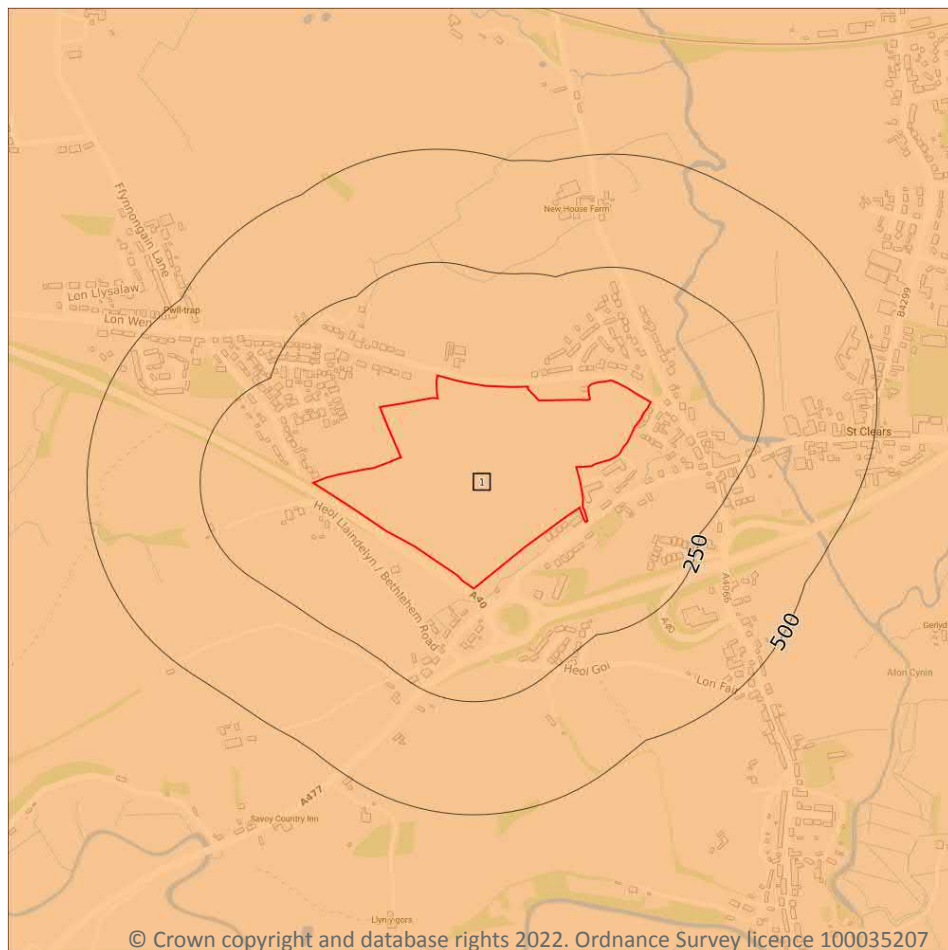 New House Farm
Ffynnongain Lane
Lon Llysalaw
Pwll-trap
Lon Wen
B4299
St Clears
1
Heol Llaindelyn / Bethlehem Road
250
A40
A4066
500
A40
Heol Goi
Lon Fair
Afon Cynin
A477
Savoy Country Inn
Llyn-y-gors
© Crown copyright and database rights 2022. Ordnance Survey licence 100035207